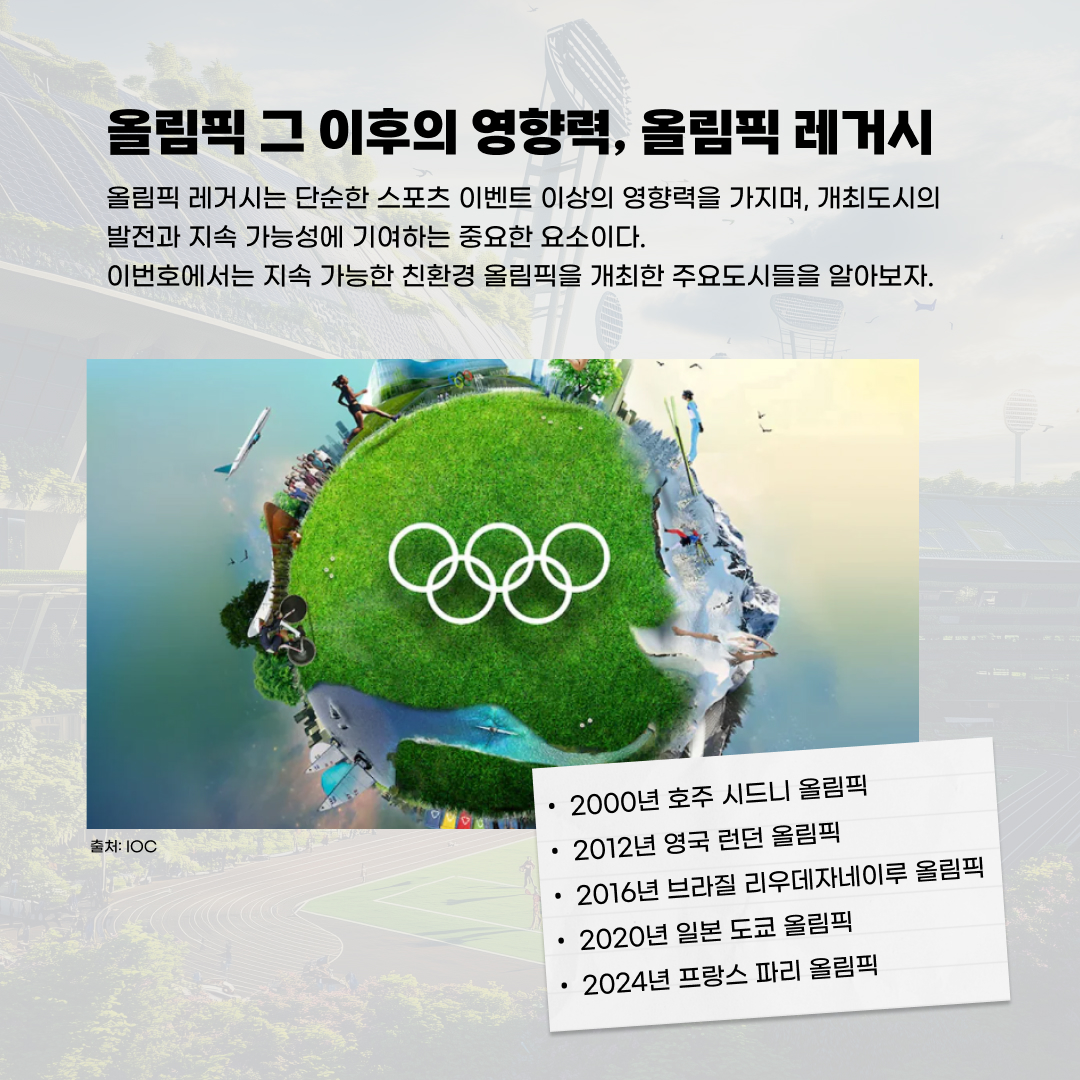 올림픽 그 이후의 영향력, 올림픽 레거시
올림픽 레거시는 단순한 스포츠 이벤트 이상의 영향력을 가지며, 개최도시의
발전과 지속 가능성에 기여하는 중요한 요소이다.
이번호에서는 지속 가능한 친환경 올림픽을 개최한 주요도시들을 알아보자.
출처: IOC
• 2000년 호주 시드니 올림픽
• 2012년 영국 런던 올림픽
• 2016년 브라질 리우데자네이루 올림픽
• 2020년 일본 도쿄 올림픽
• 2024년 프랑스 파리 올림픽